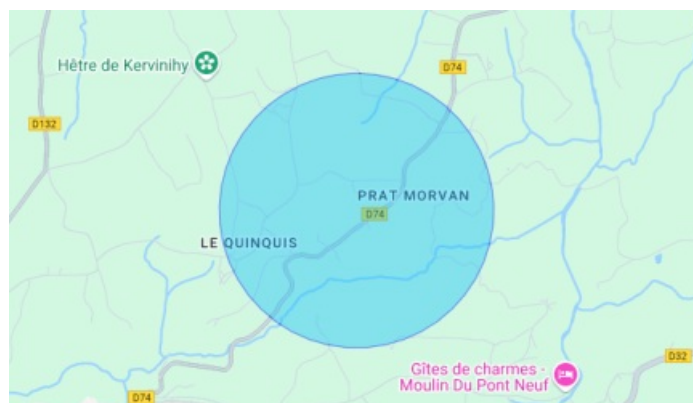 D74
Hêtre de Kervinihy
D132
PRAT MORVAN
D74
LE QUINQUIS
Gîtes de charmes -
Moulin Du Pont Neuf
D32
D74